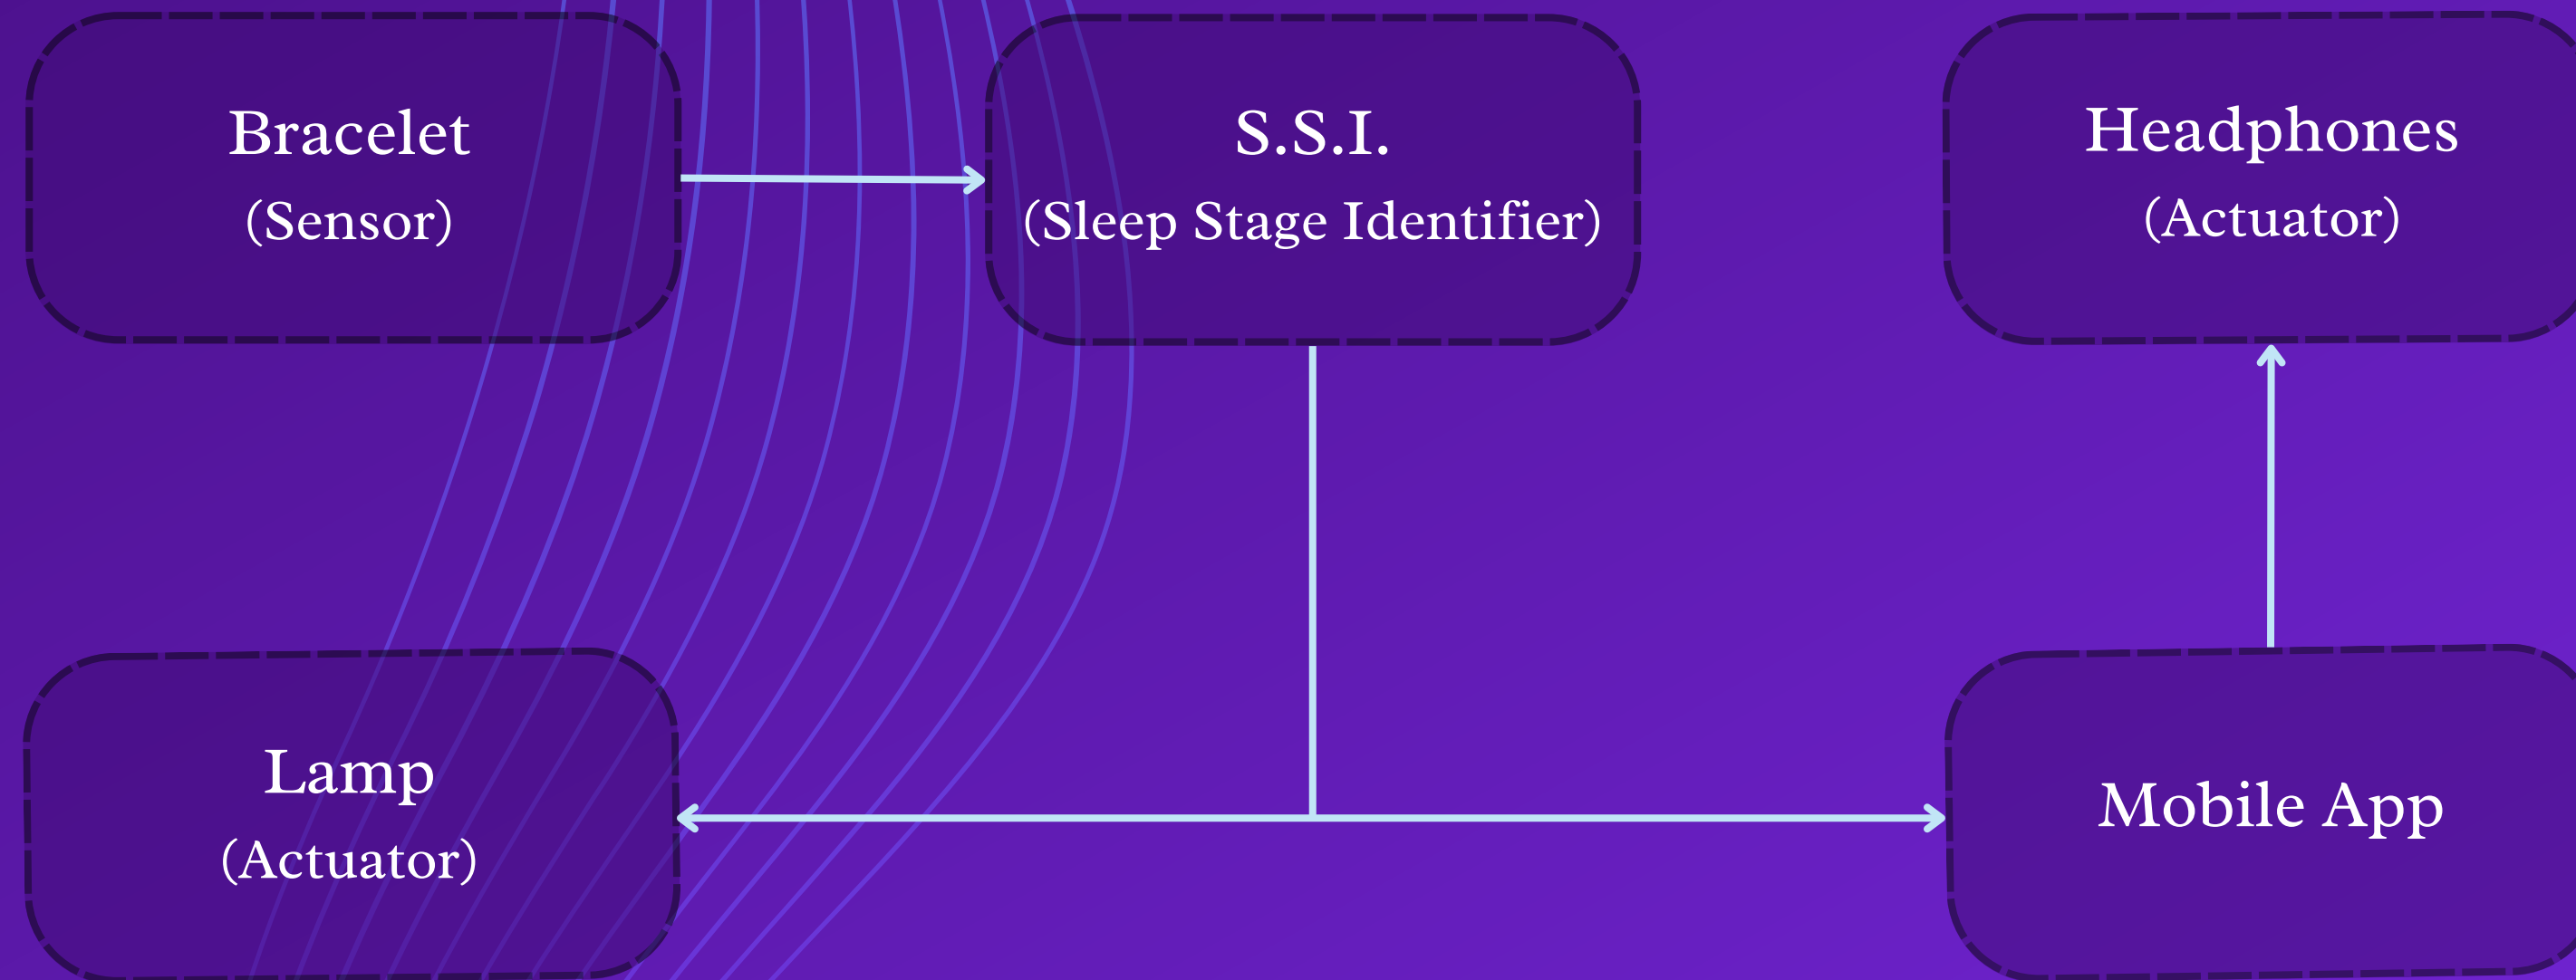 Bracelet
(Sensor)
S.S.I.
(Sleep Stage Identifier)
Headphones
(Actuator)
Lamp
(Actuator)
Mobile App